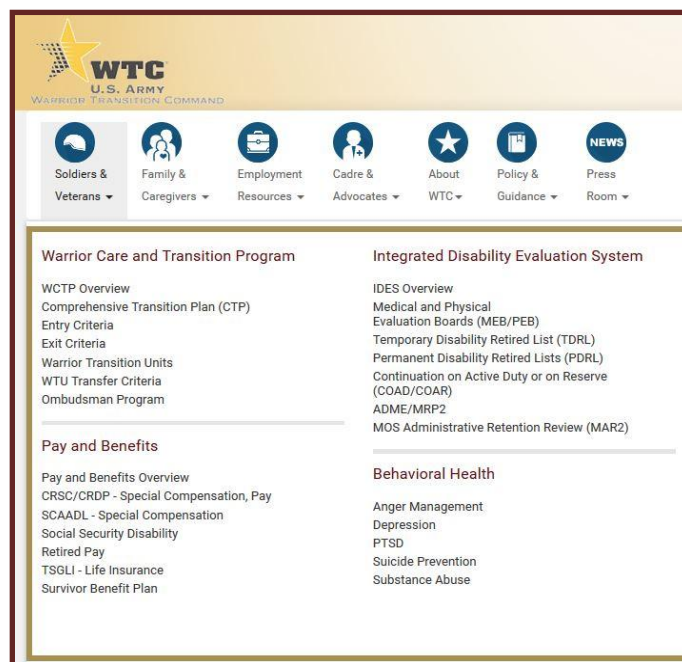 WTC
U.S. ARMY
WARRIOR TRANSITION COMMAND
Soldiers &
Veterans
Family &
Caregivers
Employment
Resources
Cadre &
Advocates
About
WTC
Policy &
Guidance
NEWS
Press
Room
Warrior Care and Transition Program
WCTP Overview
Comprehensive Transition Plan (CTP)
Entry Criteria
Exit Criteria
Warrior Transition Units
WTU Transfer Criteria
Ombudsman Program
Pay and Benefits
Pay and Benefits Overview
CRSC/CRDP - Special Compensation, Pay
SCAADL - Special Compensation
Social Security Disability
Retired Pay
TSGLI - Life Insurance
Survivor Benefit Plan
Integrated Disability Evaluation System
IDES Overview
Medical and Physical
Evaluation Boards (MEB/PEB)
Temporary Disability Retired List (TDRL)
Permanent Disability Retired Lists (PDRL)
Continuation on Active Duty or on Reserve
(COAD/COAR)
ADME/MRP2
MOS Administrative Retention Review (MAR2)
Behavioral Health
Anger Management
Depression
PTSD
Suicide Prevention
Substance Abuse